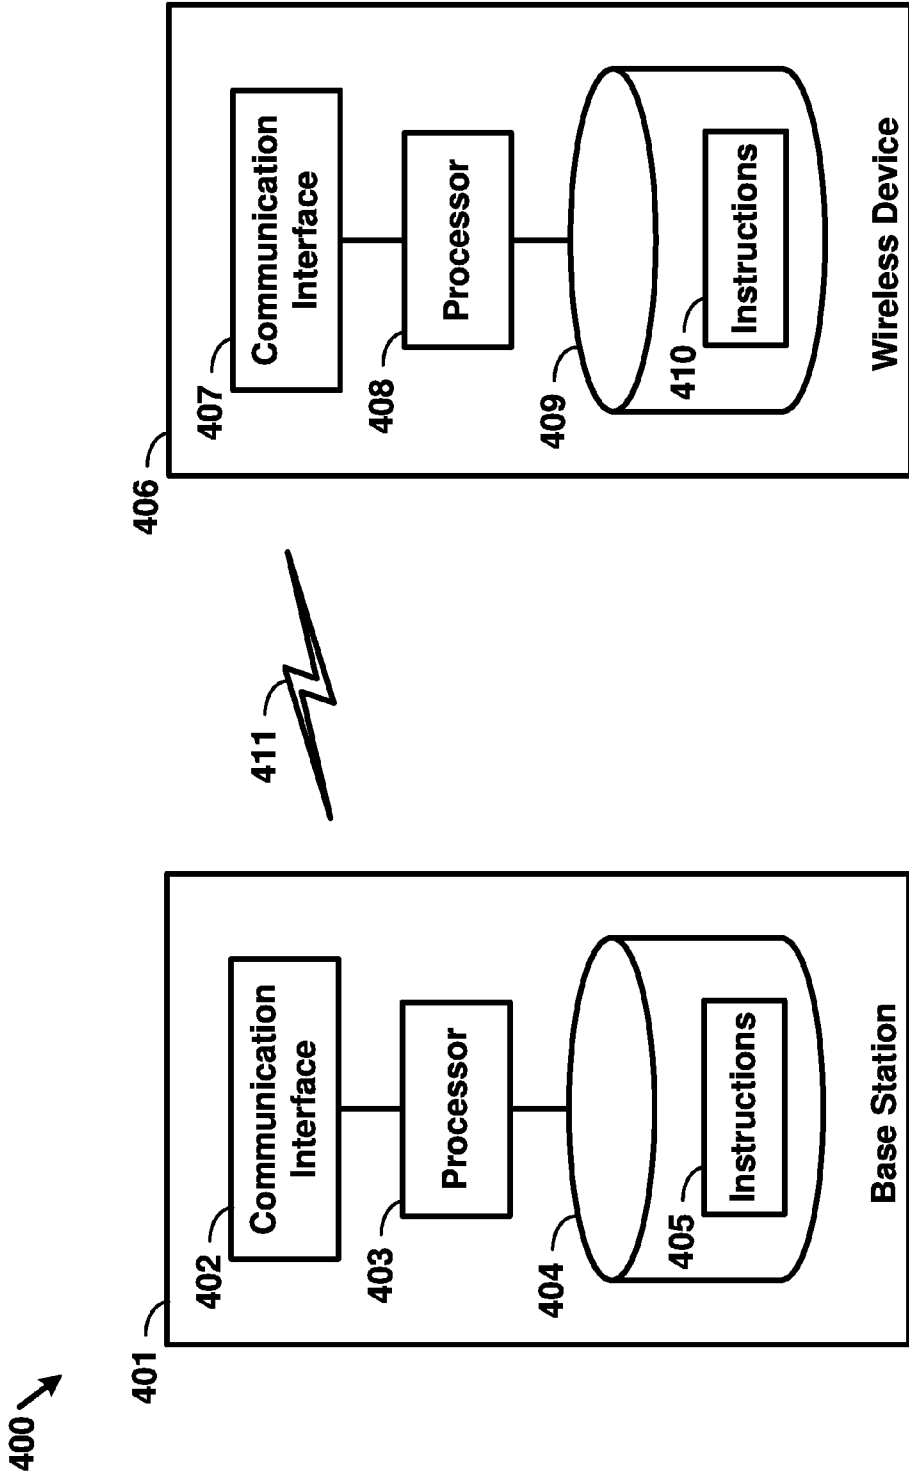 400
401
402
Communication
Interface
403
Processor
404
405
Instructions
Base Station
411
406
407
Communication
Interface
408
Processor
409
410
Instructions
Wireless Device